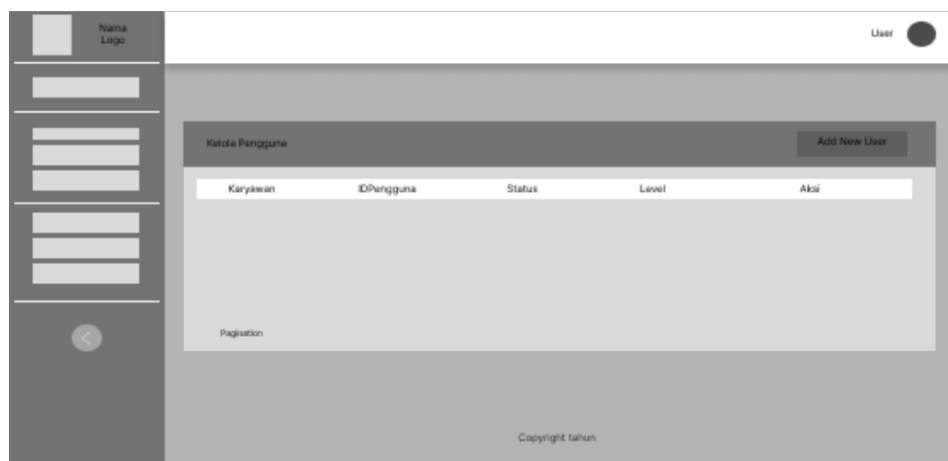 Nama
Logo
User
Kelola Pengguna
Add New User
Karyawan IDPengguna Status Level Aksi
Pagination
Copyright tahun